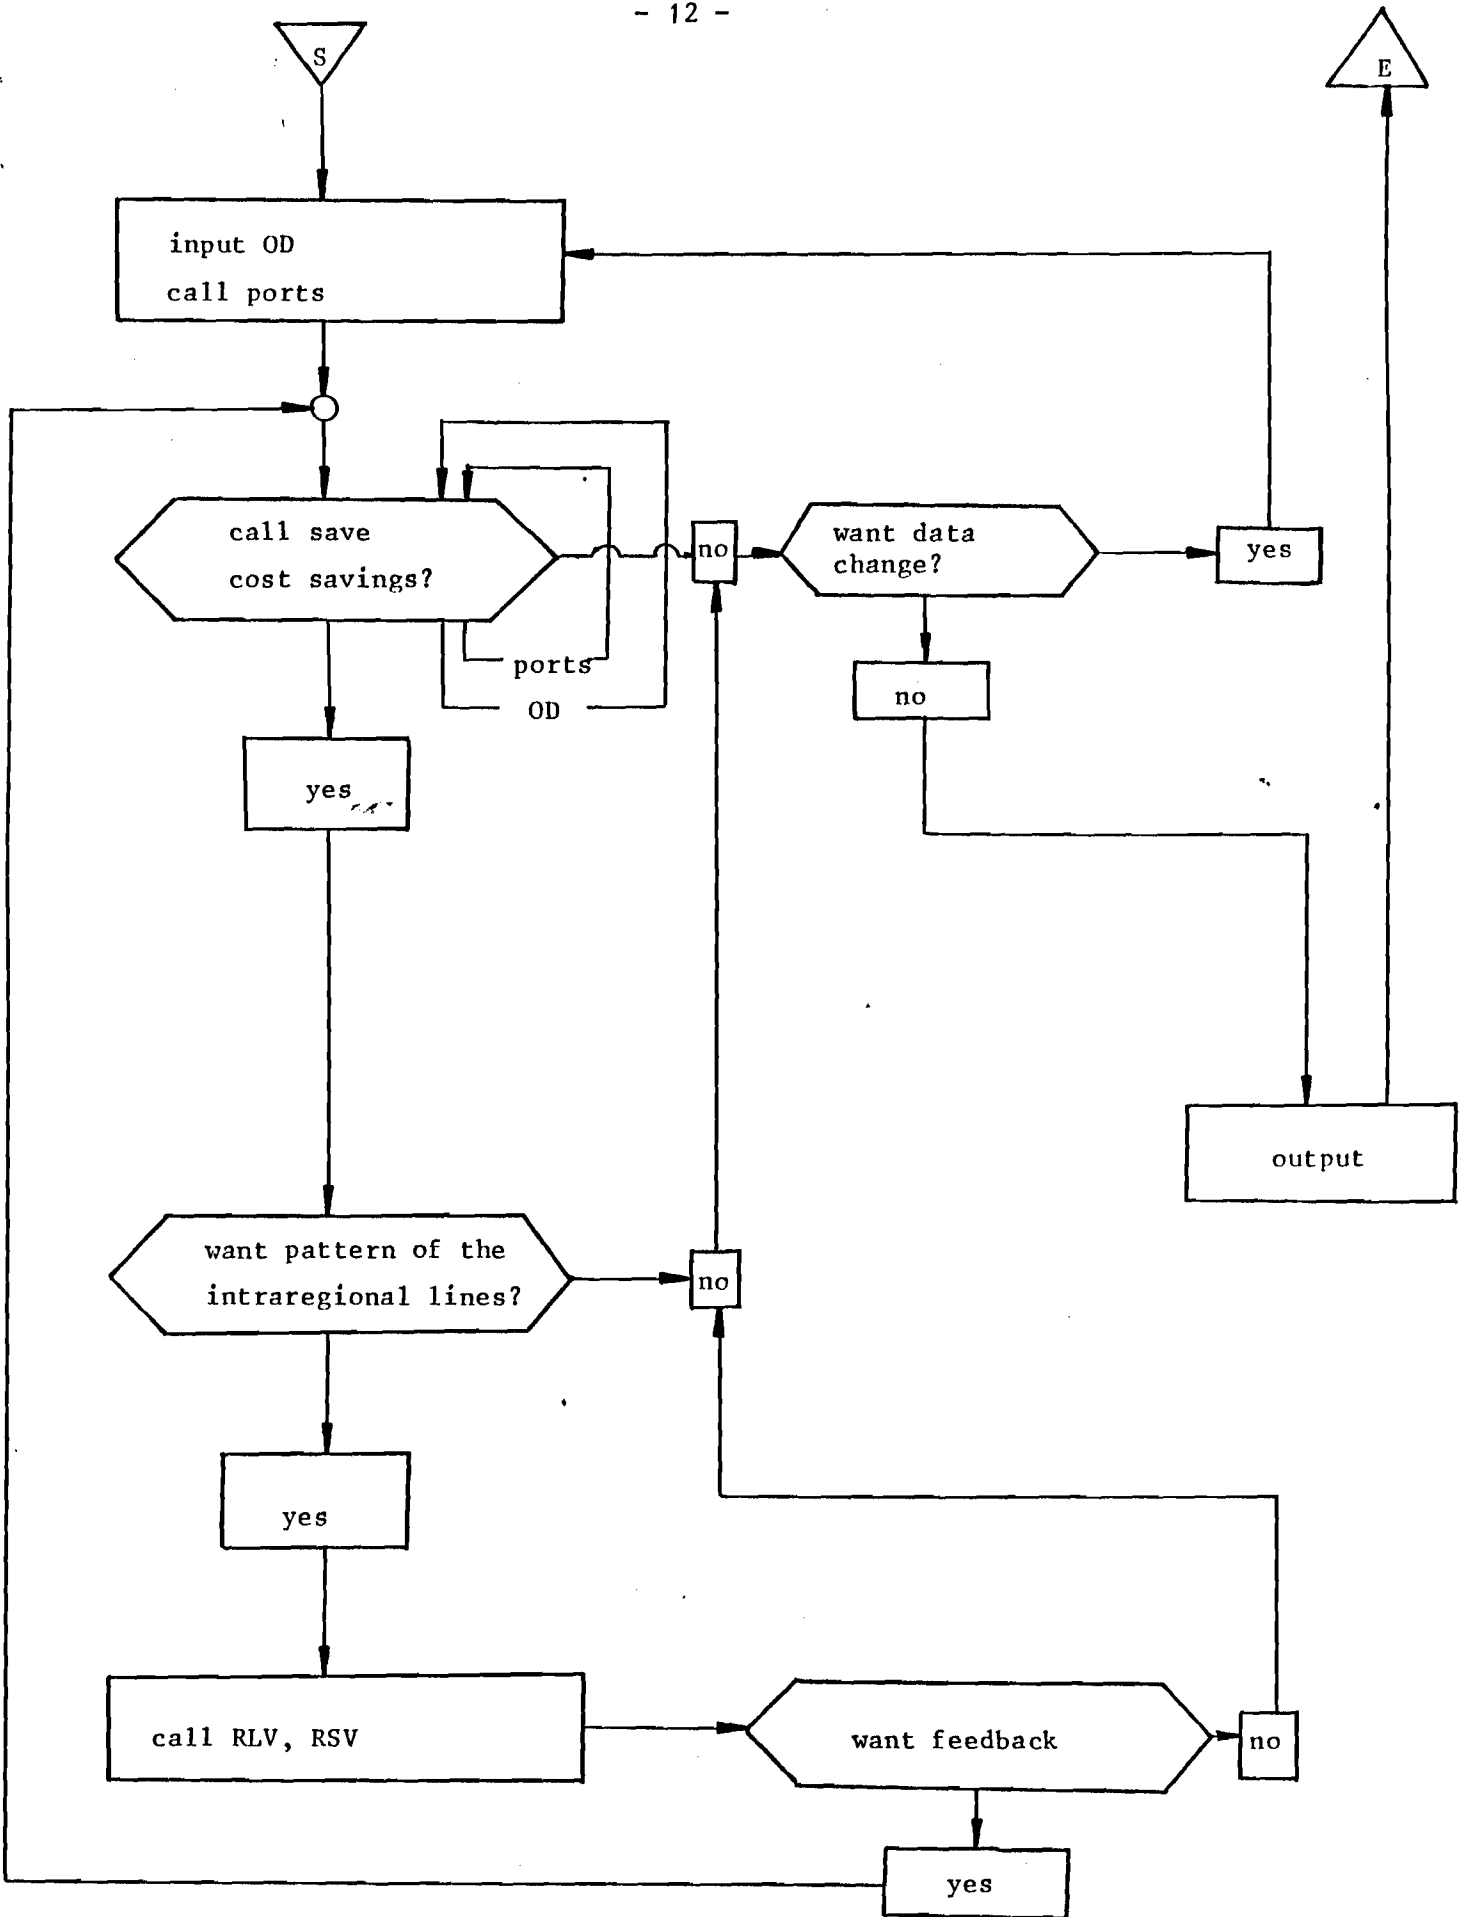 - 12 -
S
E
input OD
call ports
call save
cost savings?
no
want data
change?
yes
ports
OD
no
yes
output
want pattern of the
intraregional lines?
no
yes
call RLV, RSV
want feedback
no
yes